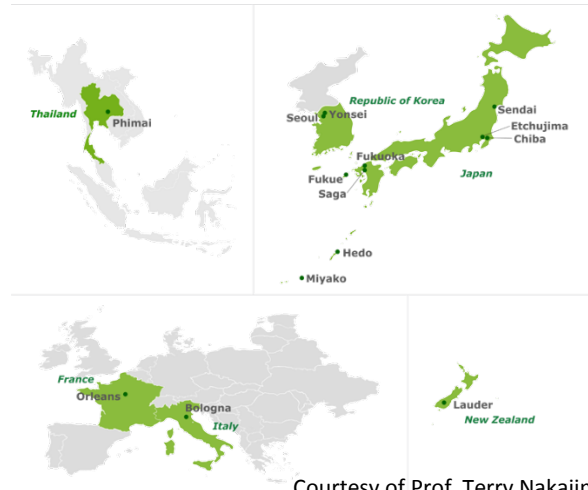 Thailand
Phimai
Republic of Korea
Seoul Yonsei
Sendai
Etchujima
Chiba
Fukuoka
Fukue
Saga
Japan
Hedo
Miyako
France
Orleans
Bologna
Italy
Lauder
New Zealand
Courtesy of Prof. Terry